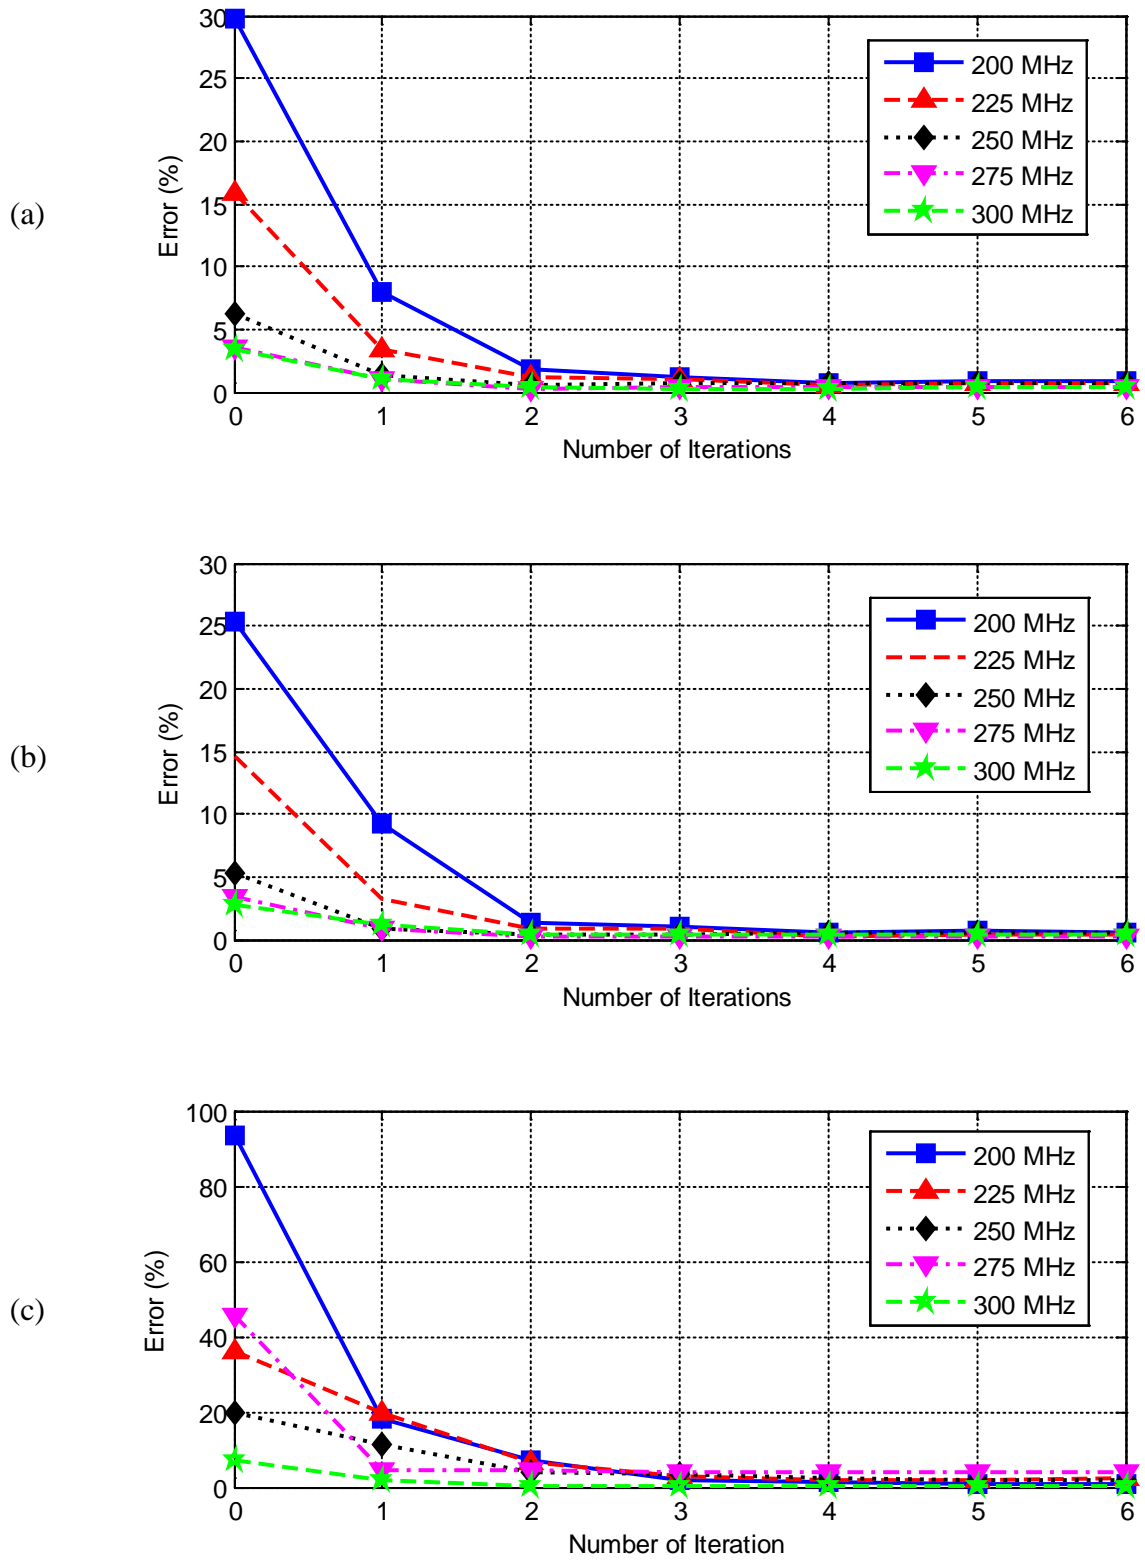 (a)
Error (%)
30
25
20
15
10
5
0
0 1 2 3 4 5 6
Number of Iterations
200 MHz
225 MHz
250 MHz
275 MHz
300 MHz
(b)
Error (%)
30
25
20
15
10
5
0
0 1 2 3 4 5 6
Number of Iterations
200 MHz
225 MHz
250 MHz
275 MHz
300 MHz
(c)
Error (%)
100
80
60
40
20
0
0 1 2 3 4 5 6
Number of Iteration
200 MHz
225 MHz
250 MHz
275 MHz
300 MHz